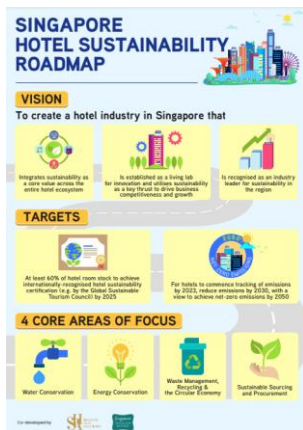 SINGAPORE
HOTEL SUSTAINABILITY
ROADMAP
VISION
To create a hotel industry in Singapore that
Integrates sustainability as
a core value across the
entire hotel ecosystem
Is established as a living lab
for innovation and utilises sustainability
as a key thrust to drive business
competitiveness and growth
Is recognised as an industry
leader for sustainability in
the region
TARGETS
At least 60% of hotel room stock to achieve
internationally-recognised hotel sustainability
certification (e.g. by the Global Sustainable
Tourism Council) by 2025
For hotels to commence tracking of emissions
by 2023, reduce emissions by 2030, with a
view to achieve net-zero emissions by 2050
4 CORE AREAS OF FOCUS
Water Conservation
Energy Conservation
Waste Management,
Recycling &
the Circular Economy
Sustainable Sourcing
and Procurement
Co-developed by